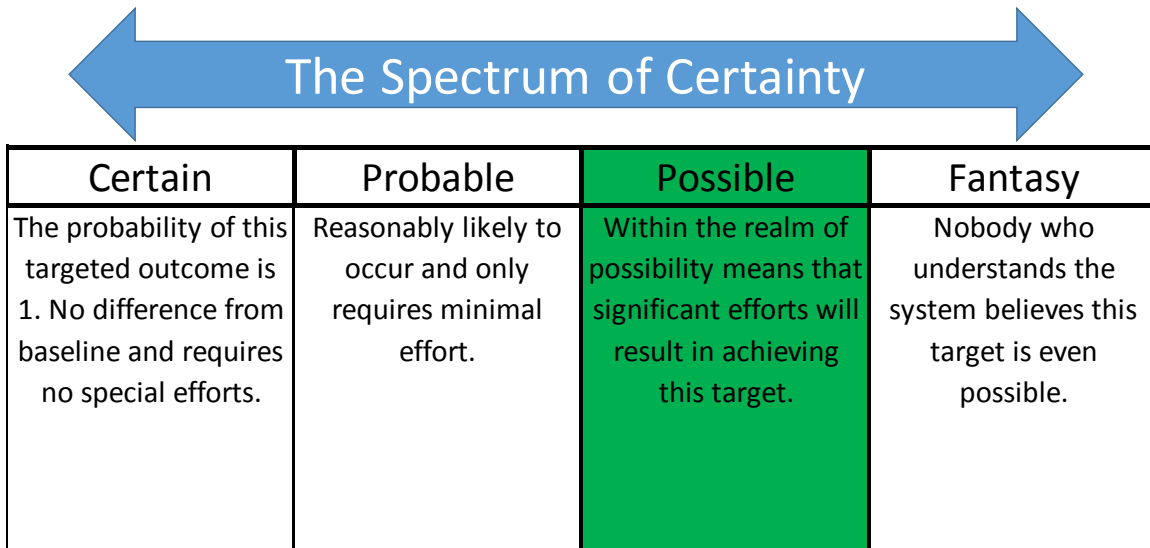 The Spectrum of Certainty
Certain
Probable
Possible
Fantasy
The probability of this
targeted outcome is
1. No difference from
baseline and requires
no special efforts.
Reasonably likely to
occur and only
requires minimal
effort.
Within the realm of
possibility means that
significant efforts will
result in achieving
this target.
Nobody who
understands the
system believes this
target is even
possible.